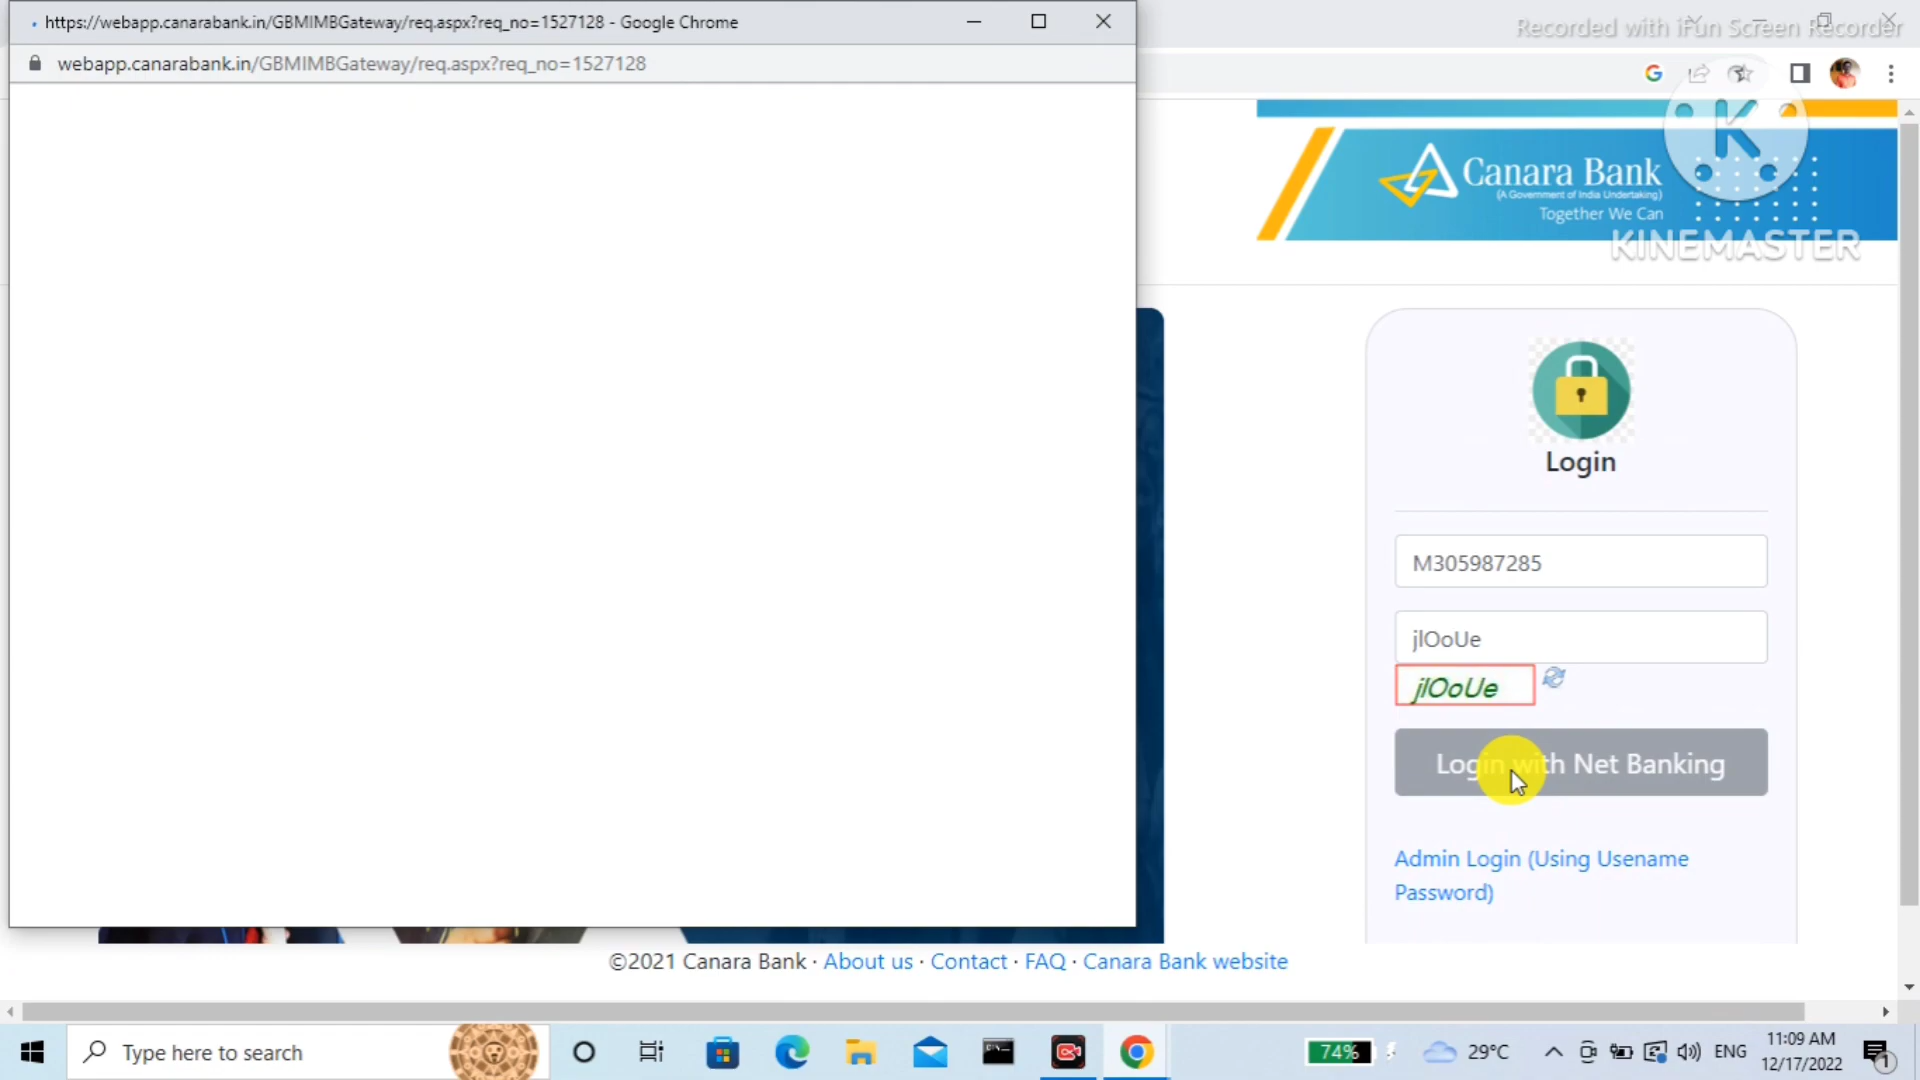 https://webapp.canarabank.in/GBMIMBGateway/req.aspx?req_no=1527128 - Google Chrome
Recorded with iFun Screen Recorder
webapp.canarabank.in/GBMIMBGateway/req.aspx?req_no=1527128
K
Canara Bank
(A Government of India Undertaking)
Together We Can
KINEMASTER
Login
M305987285
jlOoUe
jlOoUe
Login with Net Banking
Admin Login (Using Usename
Password)
©2021 Canara Bank · About us · Contact · FAQ · Canara Bank website
Type here to search
74%
29°C
ENG
11:09 AM
12/17/2022
1